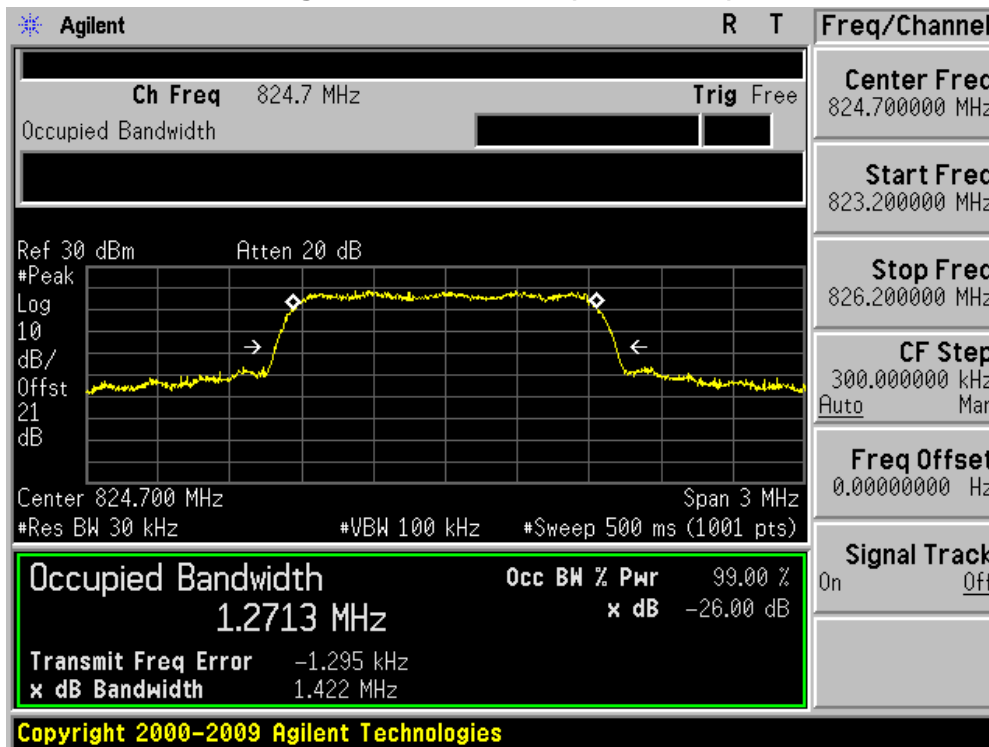 Agilent R T
Freq/Channel
Ch Freq 824.7 MHz Trig Free
Occupied Bandwidth
Center Freq
824.700000 MHz
Start Freq
823.200000 MHz
Stop Freq
826.200000 MHz
CF Step
300.000000 kHz
Auto Man
Freq Offset
0.00000000 Hz
Signal Track
On Off
Ref 30 dBm Atten 20 dB
#Peak
Log
10
dB/
Offst
21
dB
Center 824.700 MHz Span 3 MHz
#Res BW 30 kHz #VBW 100 kHz #Sweep 500 ms (1001 pts)
Occupied Bandwidth
1.2713 MHz
Occ BW % Pwr 99.00 %
x dB -26.00 dB
Transmit Freq Error -1.295 kHz
x dB Bandwidth 1.422 MHz
Copyright 2000-2009 Agilent Technologies